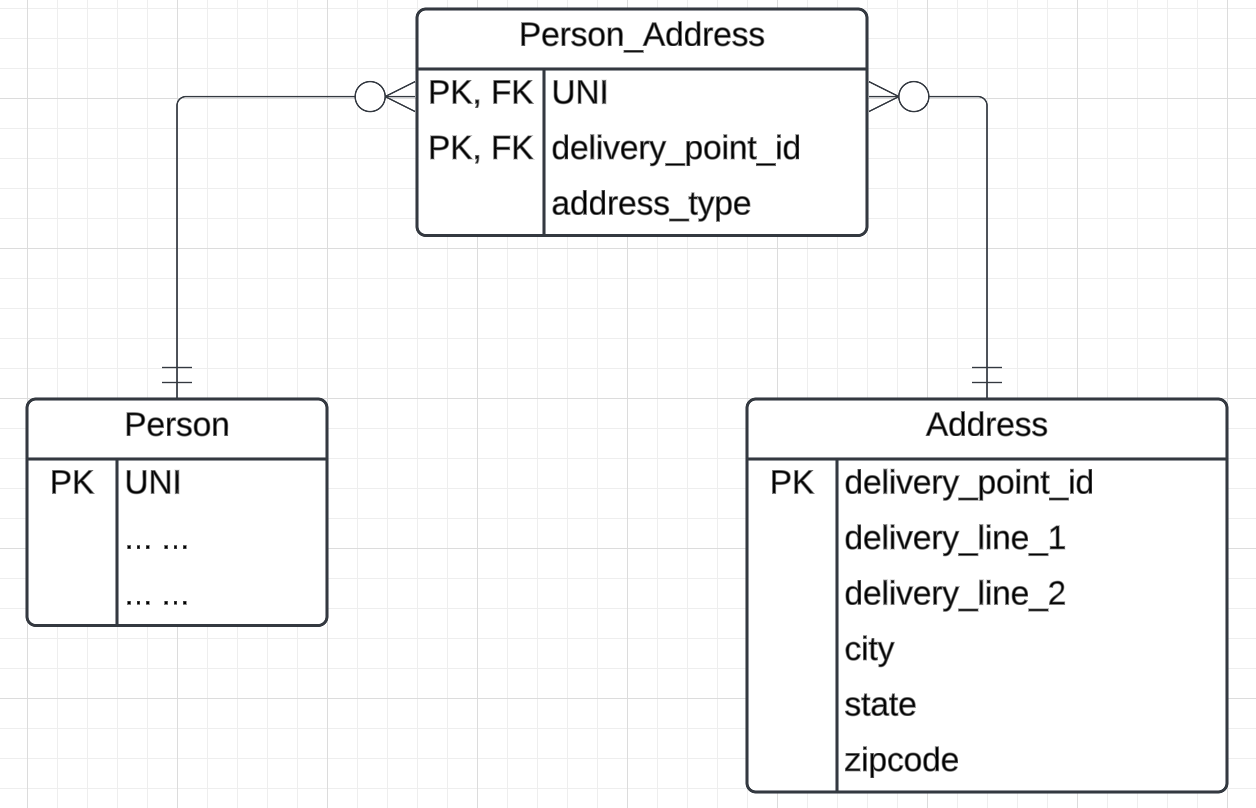 Person_Address
PK, FK UNI
PK, FK delivery_point_id
address_type
Person
PK UNI
... ...
... ...
Address
PK delivery_point_id
delivery_line_1
delivery_line_2
city
state
zipcode